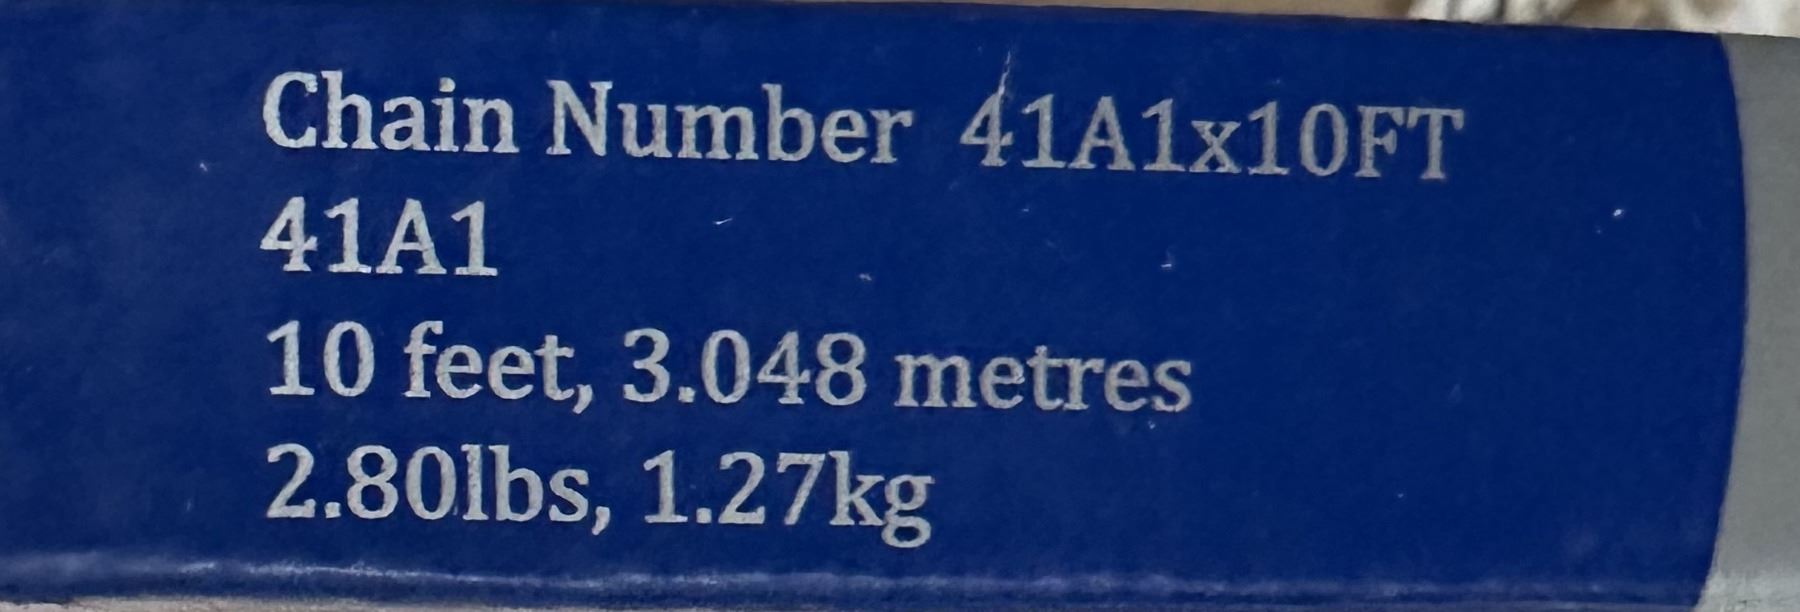 Chain Number 41A1x10FT
41A1
10 feet, 3.048 metres
2.80lbs, 1.27kg